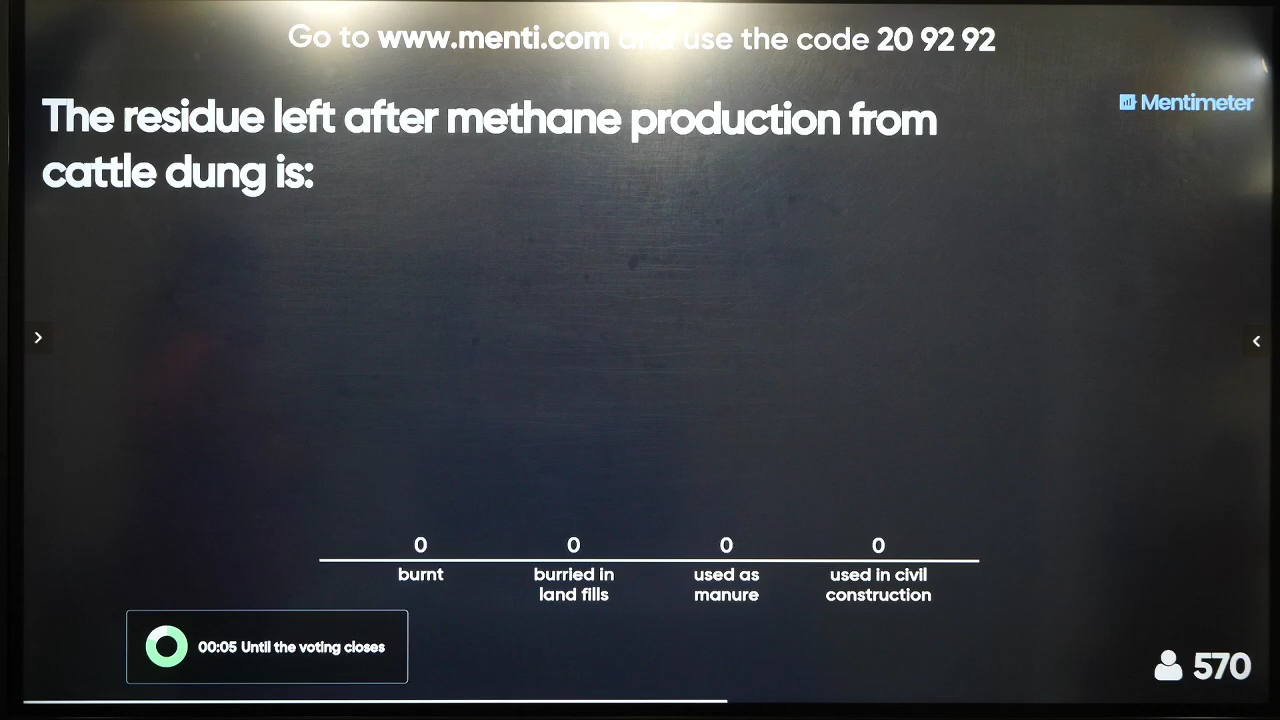 Go to www.menti.com and use the code 20 92 92
Mentimeter
The residue left after methane production from
cattle dung is:
0 0 0 0
burnt
burried in
land fills
used as
manure
used in civil
construction
00:05 Until the voting closes
570